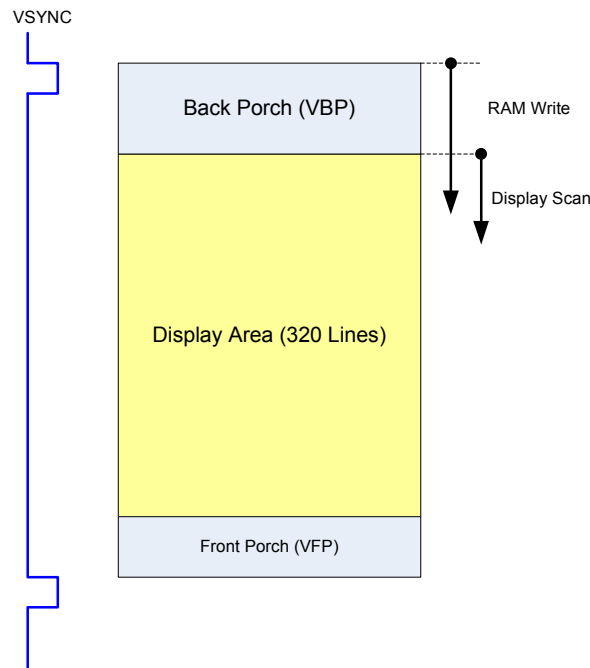 VSYNC
Back Porch (VBP)
RAM Write
Display Scan
Display Area (320 Lines)
Front Porch (VFP)